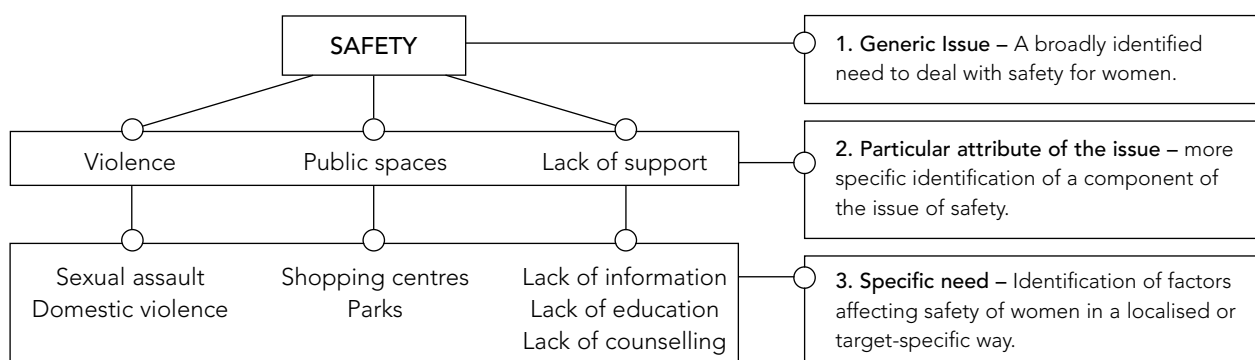 SAFETY
1. Generic Issue – A broadly identified
need to deal with safety for women.
Violence
Public spaces
Lack of support
2. Particular attribute of the issue – more
specific identification of a component of
the issue of safety.
Sexual assault
Domestic violence
Shopping centres
Parks
Lack of information
Lack of education
Lack of counselling
3. Specific need – Identification of factors
affecting safety of women in a localised or
target-specific way.